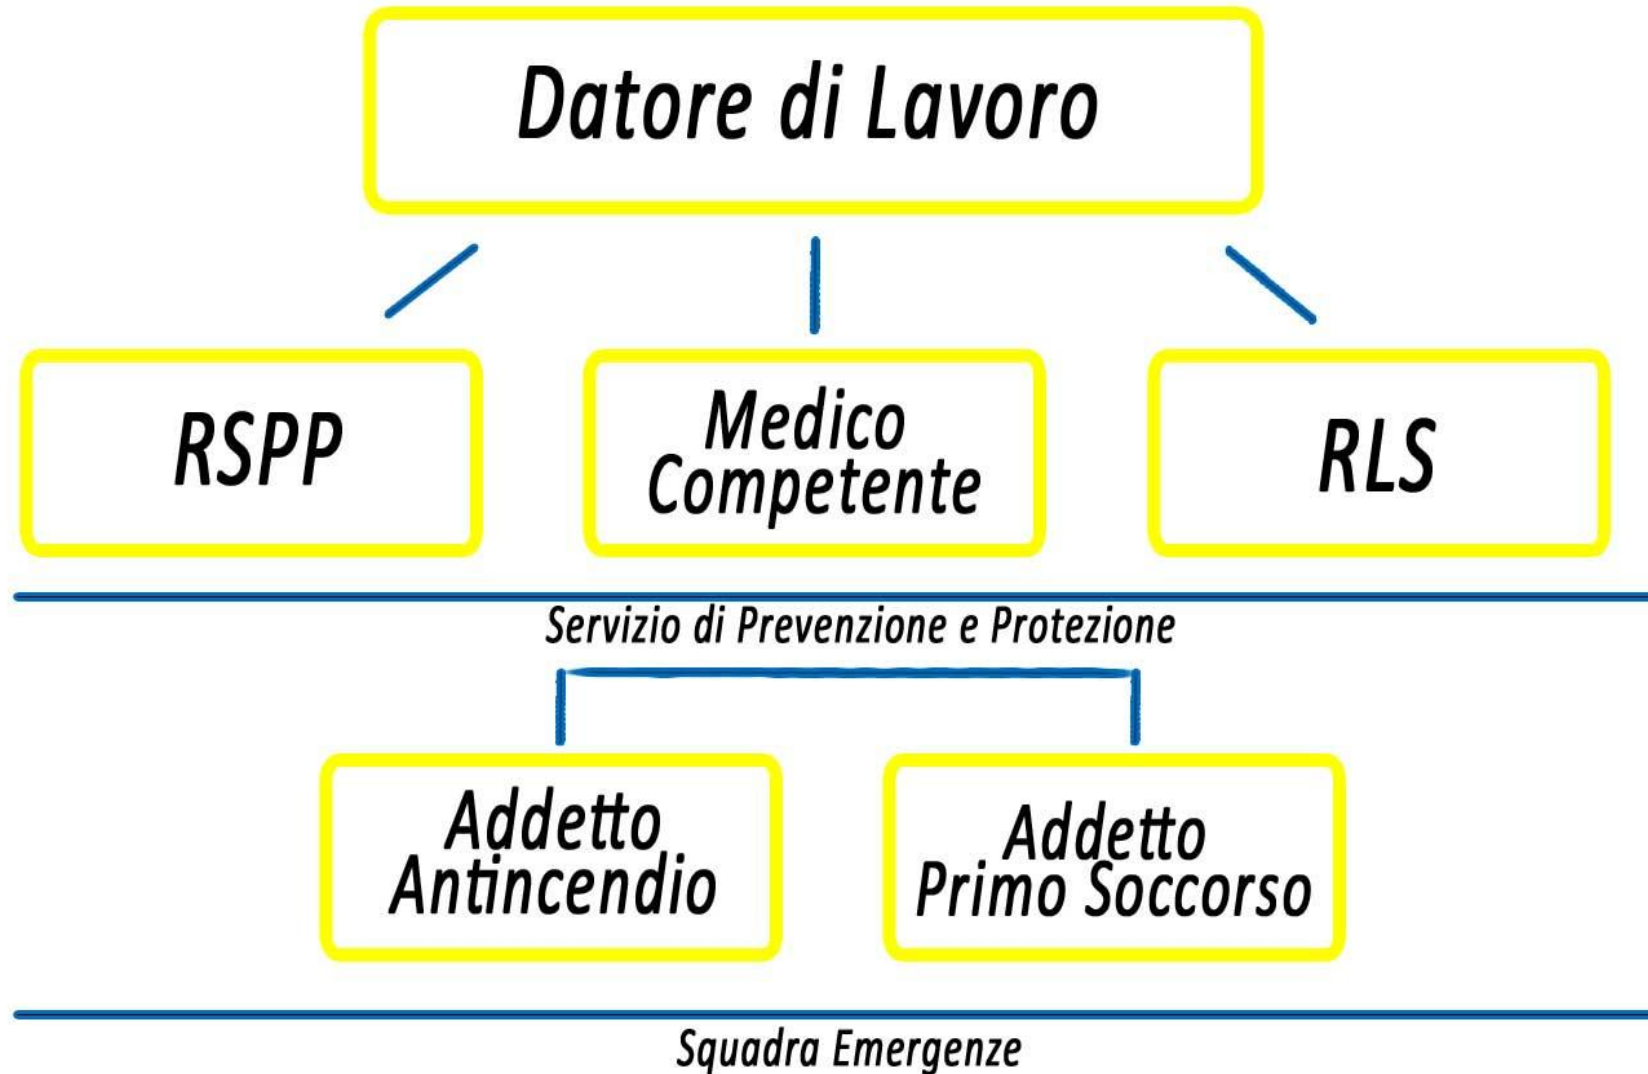 Datore di Lavoro
RSPP
Medico
Competente
RLS
Servizio di Prevenzione e Protezione
Addetto
Antincendio
Addetto
Primo Soccorso
Squadra Emergenze